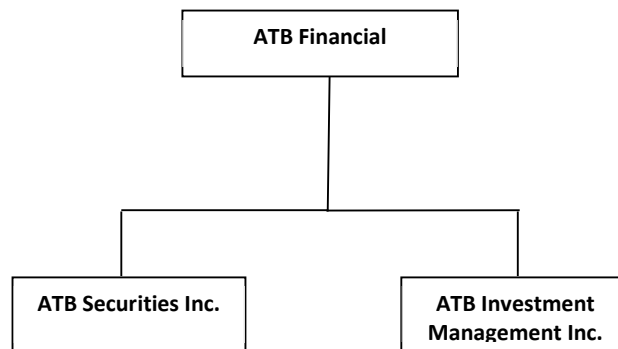 ATB Financial
ATB Securities Inc.
ATB Investment
Management Inc.